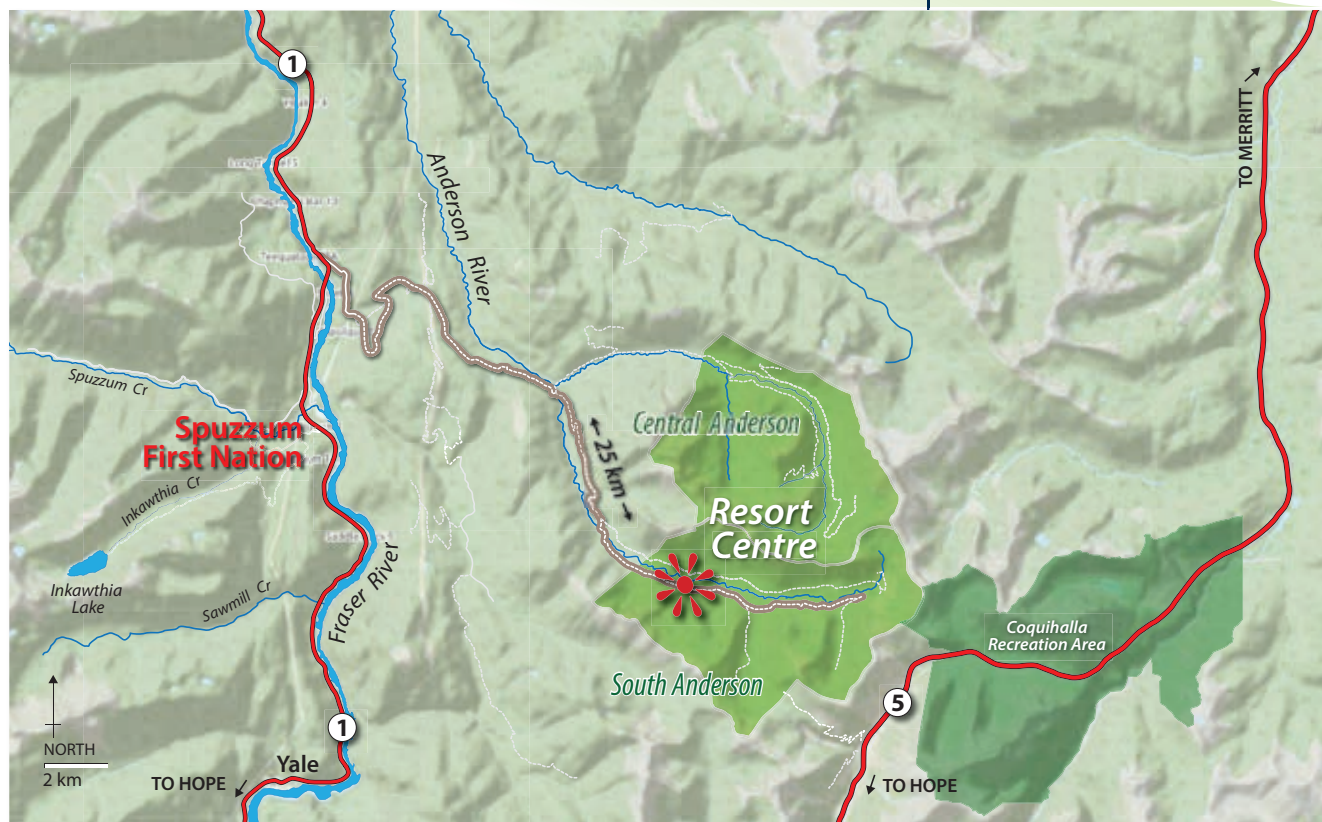 1
TO MERRITT
Anderson River
Spuzzum Cr
Spuzzum
First Nation
Central Anderson
25 km
Inkawthia Cr
Resort
Centre
Inkawthia
Lake
Sawmill Cr
Fraser River
Coquihalla
Recreation Area
South Anderson
5
1
NORTH
2 km
Yale
TO HOPE
TO HOPE